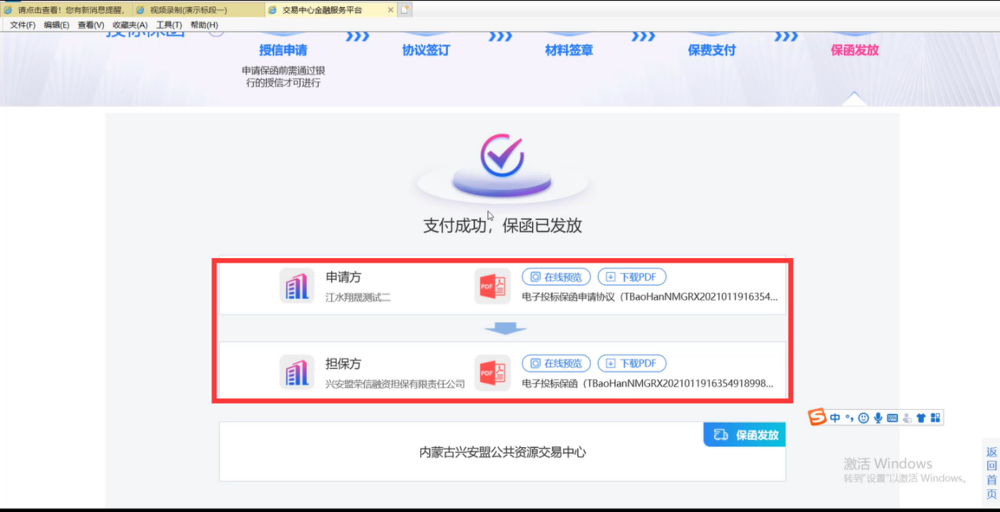 请点击查看！您有新消息提醒,
视频录制(演示标段一)
交易中心金融服务平台
文件(F) 编辑(E) 查看(V) 收藏夹(A) 工具(T) 帮助(H)
投标保函
授信申请
协议签订
材料签章
保费支付
保函发放
申请保函前需通过银
行的授信才可进行
支付成功，保函已发放
申请方
江水翔晟测试二
PDF
在线预览
下载PDF
电子投标保函申请协议（TBaoHanNMGRX2021011916354...
担保方
兴安盟荣信融资担保有限责任公司
PDF
在线预览
下载PDF
电子投标保函（TBaoHanNMGRX2021011916354918998...
保函发放
内蒙古兴安盟公共资源交易中心
中
激活 Windows
转到"设置"以激活 Windows。
返
回
首
页